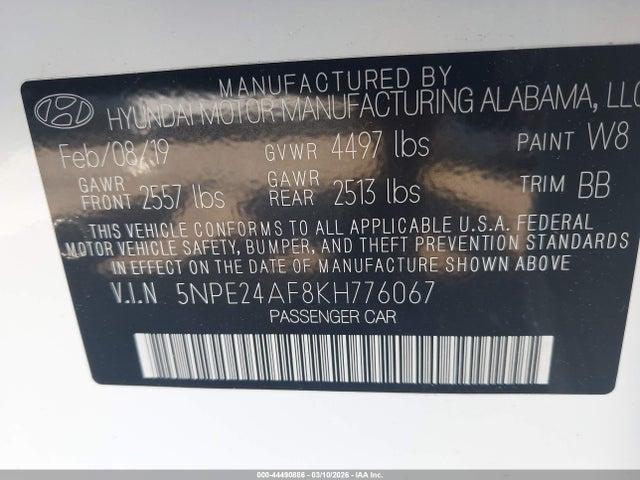 MANUFACTURED BY
HYUNDAI MOTOR MANUFACTURING ALABAMA, LLC
Feb/08/19 GVWR 4497 lbs PAINT W8
GAWR FRONT 2557 lbs GAWR REAR 2513 lbs TRIM BB
THIS VEHICLE CONFORMS TO ALL APPLICABLE U.S.A. FEDERAL
MOTOR VEHICLE SAFETY, BUMPER, AND THEFT PREVENTION STANDARDS
IN EFFECT ON THE DATE OF MANUFACTURE SHOWN ABOVE
V.I.N 5NPE24AF8KH776067
PASSENGER CAR
000-44490886 - 03/10/2026 - IAA Inc.